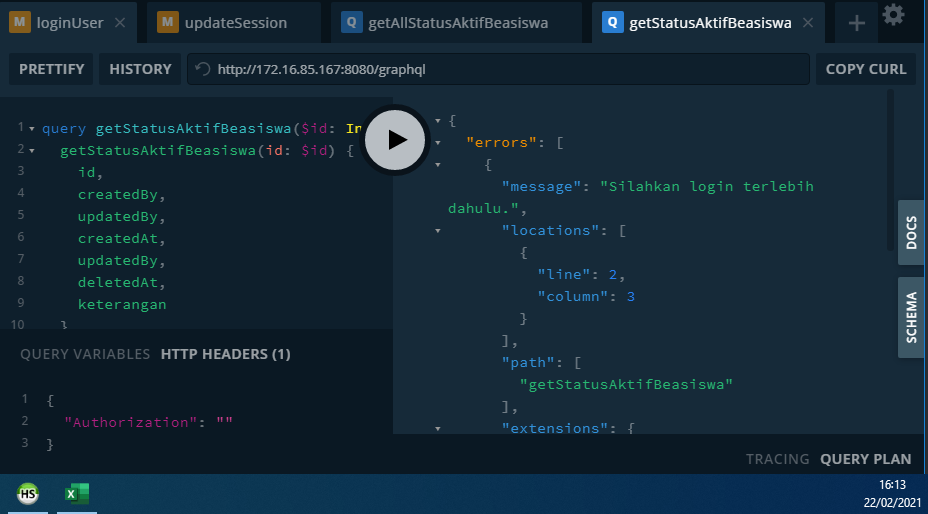 M loginUser ×
M updateSession
Q getAllStatusAktifBeasiswa
Q getStatusAktifBeasiswa ×
+
PRETTIFY
HISTORY
http://172.16.85.167:8080/graphql
COPY CURL
1 query getStatusAktifBeasiswa($id: In
2 getStatusAktifBeasiswa(id: $id) {
3 id,
4 createdBy,
5 updatedBy,
6 createdAt,
7 updatedBy,
8 deletedAt,
9 keterangan
10 }
QUERY VARIABLES HTTP HEADERS (1)
1 {
2 "Authorization": ""
3 }
{
"errors": [
{
"message": "Silahkan login terlebih
dahulu.",
"locations": [
{
"line": 2,
"column": 3
}
],
"path": [
"getStatusAktifBeasiswa"
],
"extensions": {
DOCS
SCHEMA
TRACING QUERY PLAN
HS
X
16:13
22/02/2021